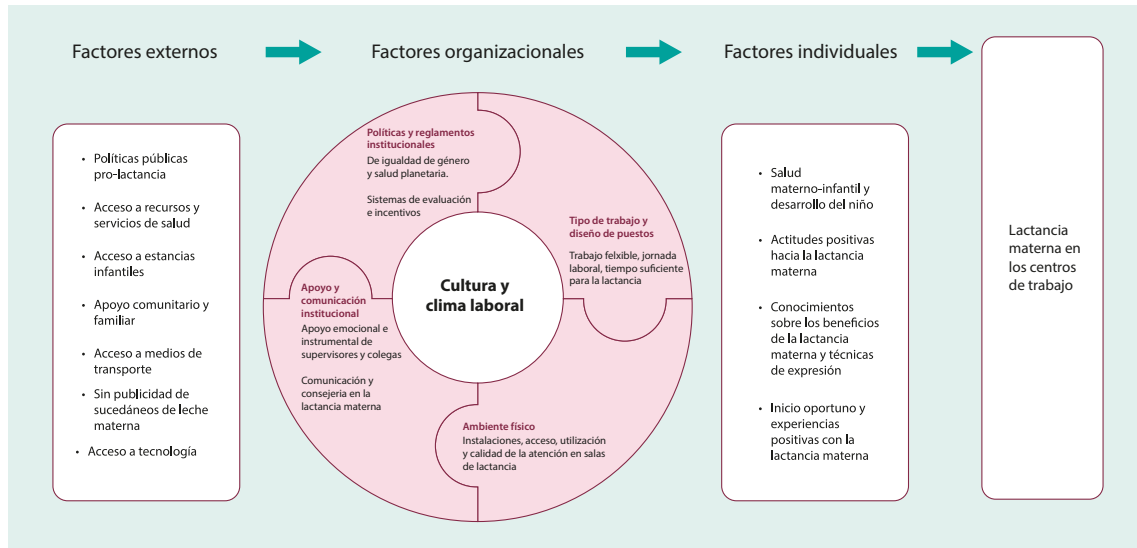 Factores externos
Factores organizacionales
Factores individuales
• Políticas públicas
pro-lactancia
• Acceso a recursos y
servicios de salud
• Acceso a estancias
infantiles
• Apoyo comunitario y
familiar
• Acceso a medios de
transporte
• Sin publicidad de
sucedáneos de leche
materna
• Acceso a tecnología
Políticas y reglamentos
institucionales
De igualdad de género
y salud planetaria.
Sistemas de evaluación
e incentivos
Tipo de trabajo y
diseño de puestos
Trabajo felxible, jornada
laboral, tiempo suficiente
para la lactancia
Cultura y
clima laboral
Apoyo y
comunicación
institucional
Apoyo emocional e
instrumental de
supervisores y colegas
Comunicación y
consejeria en la
lactancia materna
Ambiente físico
Instalaciones, acceso, utilización
y calidad de la atención en salas
de lactancia
• Salud
materno-infantil y
desarrollo del niño
• Actitudes positivas
hacia la lactancia
materna
• Conocimientos
sobre los beneficios
de la lactancia
materna y técnicas
de expresión
• Inicio oportuno y
experiencias
positivas con la
lactancia materna
Lactancia
materna en
los centros
de trabajo